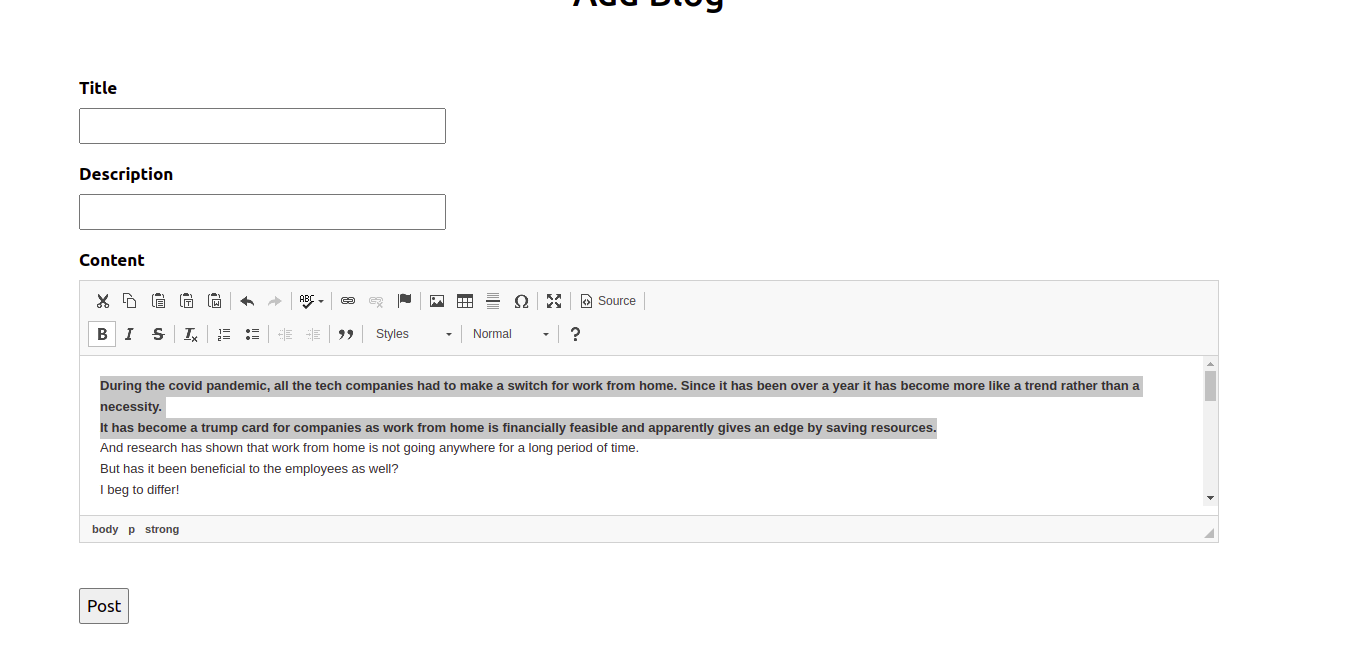 Add Blog
Title
Description
Content
ABC
Source
B I S Tx
Styles
Normal
?
During the covid pandemic, all the tech companies had to make a switch for work from home. Since it has been over a year it has become more like a trend rather than a
necessity.
It has become a trump card for companies as work from home is financially feasible and apparently gives an edge by saving resources.
And research has shown that work from home is not going anywhere for a long period of time.
But has it been beneficial to the employees as well?
I beg to differ!
body p strong
Post